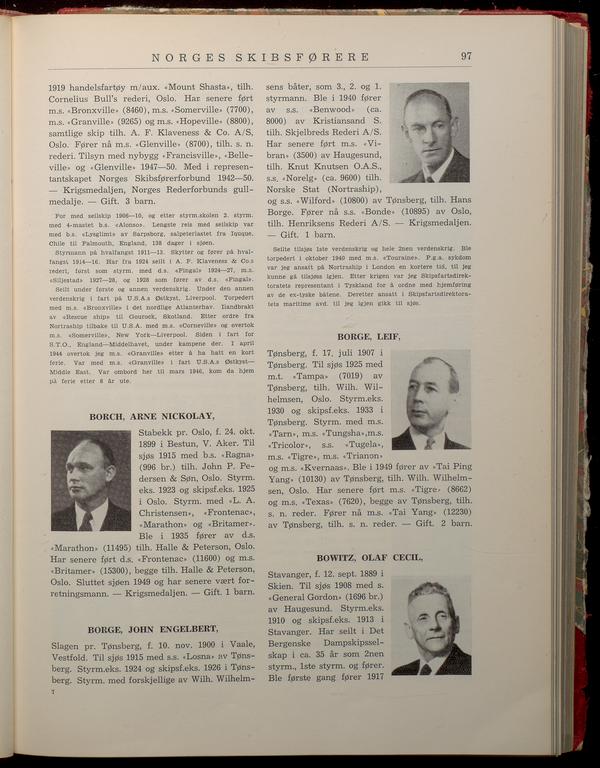 NORGES SKIBSFØRERE 97
1919 handelsfartøy m/aux. «Mount Shasta», tilh.
Cornelius Bull's rederi, Oslo. Har senere ført
m.s. «Bronxville» (8460), m.s. «Somerville» (7700),
m.s. «Granville» (9265) og m.s. «Hopeville» (8800),
samtlige skip tilh. A. F. Klaveness & Co. A/S,
Oslo. Fører nå m.s. «Glenville» (8700), tilh. s. n.
rederi. Tilsyn med nybygg «Francisville», «Belle-
ville» og «Glenville» 1947—50. Med i represen-
tantskapet Norges Skibsførerforbund 1942—50.
— Krigsmedaljen, Norges Rederforbunds gull-
medalje. — Gift. 3 barn.
For med seilskip 1906—10, og etter styrm.skolen 2. styrm.
med 4-mastet b.s. «Alonso». Lengste reis med seilskip var
med b.s. «Lysglimt» av Sarpsborg, salpeterlastet fra Iquque,
Chile til Falmouth, England, 138 dager i sjøen.
Styrmann på hvalfangst 1911—13. Skytter og fører på hval-
fangst 1914—16. Har fra 1924 seilt i A. F. Klaveness & Co.s
rederi, først som styrm. med d.s. «Fingal» 1924—27, m.s.
«Siljestad» 1927—28, og 1928 som fører av d.s. «Fingal».
Seilt under første og annen verdenskrig. Under den annen
verdenskrig i fart på U.S.A.s Østkyst, Liverpool. Torpedert
med m.s. «Bronxville» i det nordlige Atlanterhav. Ilandbrakt
av «Rescue ship» til Gourock, Skotland. Etter ordre fra
Nortraship tilbake til U.S.A. med m.s. «Corneville» og overtok
m.s. «Somerville», New York—Liverpool. Siden i fart for
S.T.O., England—Middelhavet, under kampene der. I april
1944 overtok jeg m.s. «Granville» etter å ha hatt en kort
ferie. Var med m.s. «Granville» i fart U.S.A.s Østkyst—
Middle East. Var ombord her til mars 1946, kom da hjem
på ferie etter 8 år ute.
BORCH, ARNE NICKOLAY,
Stabekk pr. Oslo, f. 24. okt.
1899 i Bestun, V. Aker. Til
sjøs 1915 med b.s. «Ragna»
(996 br.) tilh. John P. Pe-
dersen & Søn, Oslo. Styrm.
eks. 1923 og skipsf.eks. 1925
i Oslo. Styrm. med «L. A.
Christensen», «Frontenac»,
«Marathon» og «Britamer».
Ble i 1935 fører av d.s.
«Marathon» (11495) tilh. Halle & Peterson, Oslo.
Har senere ført d.s. «Frontenac» (11600) og m.s.
«Britamer» (15300), begge tilh. Halle & Peterson,
Oslo. Sluttet sjøen 1949 og har senere vært for-
retningsmann. — Krigsmedaljen. — Gift. 1 barn.
BORGE, JOHN ENGELBERT,
Slagen pr. Tønsberg, f. 10. nov. 1900 i Vaale,
Vestfold. Til sjøs 1915 med s.s. «Losna» av Tøns-
berg. Styrm.eks. 1924 og skipsf.eks. 1926 i Tøns-
berg. Styrm. med forskjellige av Wilh. Wilhelm-
7
sens båter, som 3., 2. og 1.
styrmann. Ble i 1940 fører
av s.s. «Benwood» (ca.
8000) av Kristiansand S.
tilh. Skjelbreds Rederi A/S.
Har senere ført m.s. «Vi-
bran» (3500) av Haugesund,
tilh. Knut Knutsen O.A.S.,
s.s. «Norelg» (ca. 9600) tilh.
Norske Stat (Nortraship),
og s.s. «Wilford» (10800) av Tønsberg, tilh. Hans
Borge. Fører nå s.s. «Bonde» (10895) av Oslo,
tilh. Henriksens Rederi A/S. — Krigsmedaljen.
— Gift. 1 barn.
Seilte tilsjøs 1ste verdenskrig og hele 2nen verdenskrig. Ble
torpedert i oktober 1940 med m.s. «Touraine». P.g.a. sykdom
var jeg ansatt på Nortraship i London en kortere tid, til jeg
kunne gå tilsjøss igjen. Etter krigen var jeg Skipsfartsdirek-
toratets representant i Tyskland for å ordne med hjemføring
av de ex-tyske båtene. Deretter ansatt i Skipsfartsdirektora-
tets maritime avd. til jeg igjen gikk til sjøs.
BORGE, LEIF,
Tønsberg, f. 17. juli 1907 i
Tønsberg. Til sjøs 1925 med
m.t. «Tampa» (7019) av
Tønsberg, tilh. Wilh. Wil-
helmsen, Oslo. Styrm.eks.
1930 og skipsf.eks. 1933 i
Tønsberg. Styrm. med m.s.
«Tarn», m.s. «Tungsha»,m.s.
«Tricolor», s.s. «Tugela»,
m.s. «Tigre», m.s. «Trianon»
og m.s. «Kvernaas». Ble i 1949 fører av «Tai Ping
Yang» (10130) av Tønsberg, tilh. Wilh. Wilhelm-
sen, Oslo. Har senere ført m.s. «Tigre» (8662)
og m.s. «Texas» (7620), begge av Tønsberg, tilh.
s. n. reder. Fører nå m.s. «Tai Yang» (12230)
av Tønsberg, tilh. s. n. reder. — Gift. 2 barn.
BOWITZ, OLAF CECIL,
Stavanger, f. 12. sept. 1889 i
Skien. Til sjøs 1908 med s.
«General Gordon» (1696 br.)
av Haugesund. Styrm.eks.
1910 og skipsf.eks. 1913 i
Stavanger. Har seilt i Det
Bergenske Dampskipssel-
skap i ca. 35 år som 2nen
styrm., 1ste styrm. og fører.
Ble første gang fører 1917